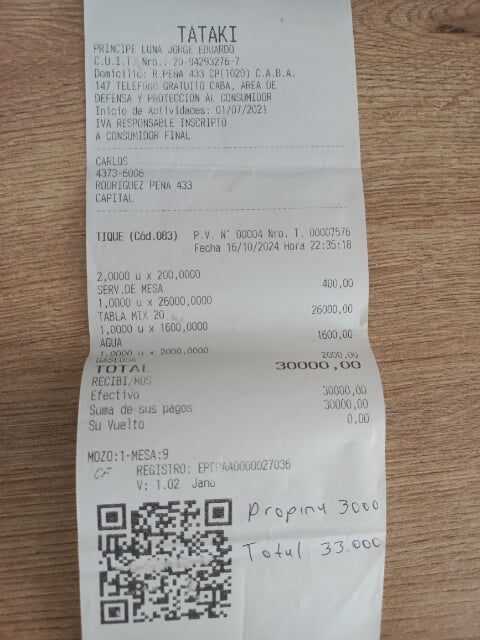 TATAKI
PRINCIPE LUNA JORGE EDUARDO
C.U.I.T. Nro.: 20-94293276-7
Domicilio: R.PEÑA 433 CP(1020) C.A.B.A.
147 TELEFONO GRATUITO CABA, AREA DE
DEFENSA Y PROTECCION AL CONSUMIDOR
Inicio de Actividades: 01/07/2021
IVA RESPONSABLE INSCRIPTO
A CONSUMIDOR FINAL
CARLOS
4373-6006
RODRIGUEZ PENA 433
CAPITAL
TIQUE (Cód.083) P.V. N° 00004 Nro. T. 00007576
Fecha 16/10/2024 Hora 22:35:18
2,0000 u x 200,0000
SERV.DE MESA 400,00
1,0000 u x 26000,0000
TABLA MIX 20 26000,00
1,0000 u x 1600,0000
AGUA 1600,00
1,0000 u x 2000,0000
GASEOSA 2000,00
TOTAL 30000,00
RECIBI/MOS
Efectivo 30000,00
Suma de sus pagos 30000,00
Su Vuelto 0,00
MOZO:1-MESA:9
CF REGISTRO: EPEPAA0000027036
V: 1.02 Jano
Propina 3000
Total 33.000